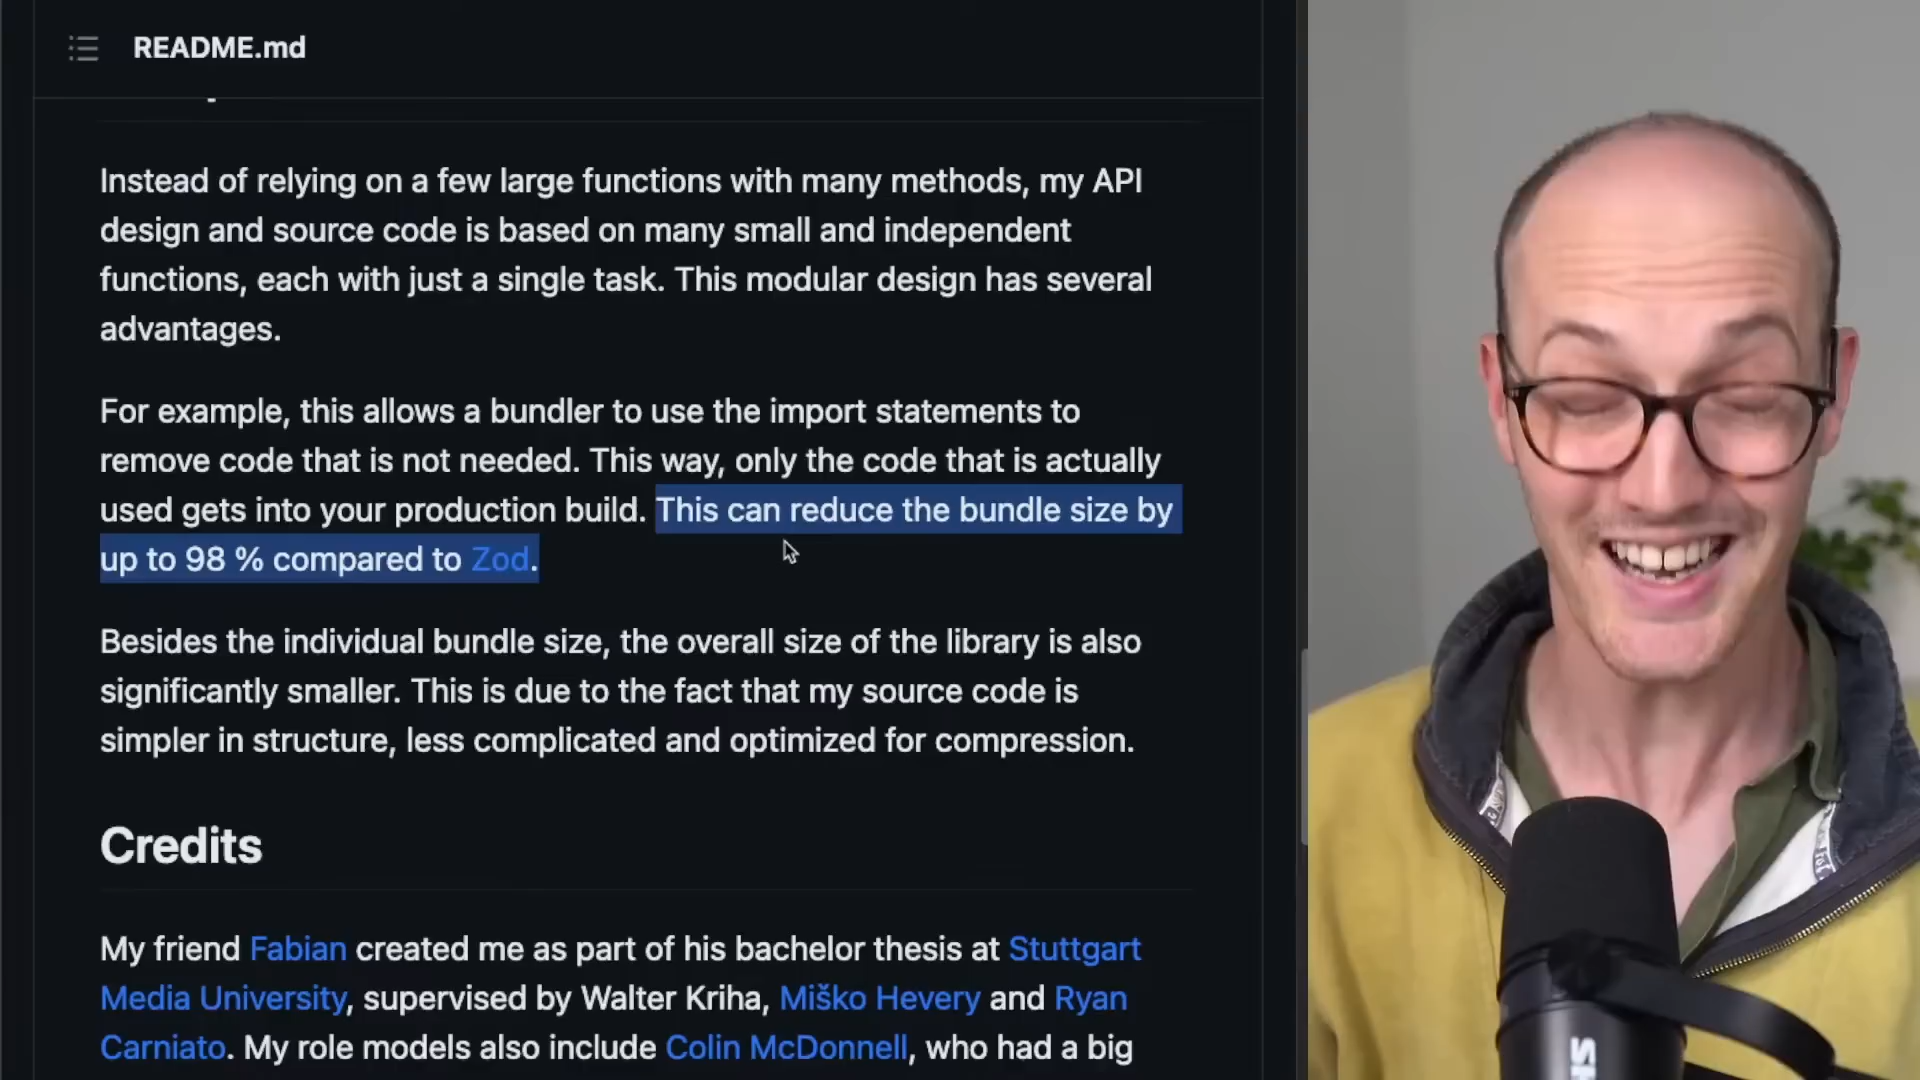 README.md
Instead of relying on a few large functions with many methods, my API
design and source code is based on many small and independent
functions, each with just a single task. This modular design has several
advantages.
For example, this allows a bundler to use the import statements to
remove code that is not needed. This way, only the code that is actually
used gets into your production build. This can reduce the bundle size by
up to 98 % compared to Zod.
Besides the individual bundle size, the overall size of the library is also
significantly smaller. This is due to the fact that my source code is
simpler in structure, less complicated and optimized for compression.
Credits
My friend Fabian created me as part of his bachelor thesis at Stuttgart
Media University, supervised by Walter Kriha, Miško Hevery and Ryan
Carniato. My role models also include Colin McDonnell, who had a big